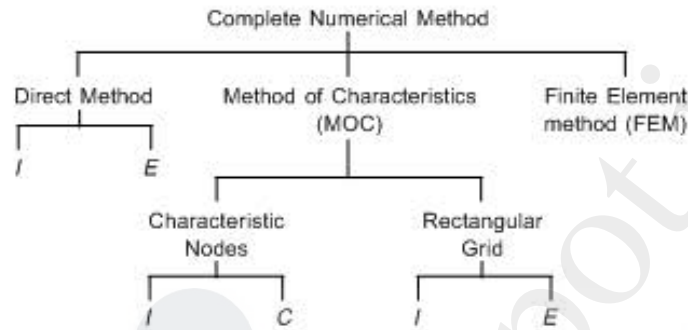 Complete Numerical Method
Direct Method
Method of Characteristics
(MOC)
Finite Element
method (FEM)
I
E
Characteristic
Nodes
Rectangular
Grid
I
C
I
E